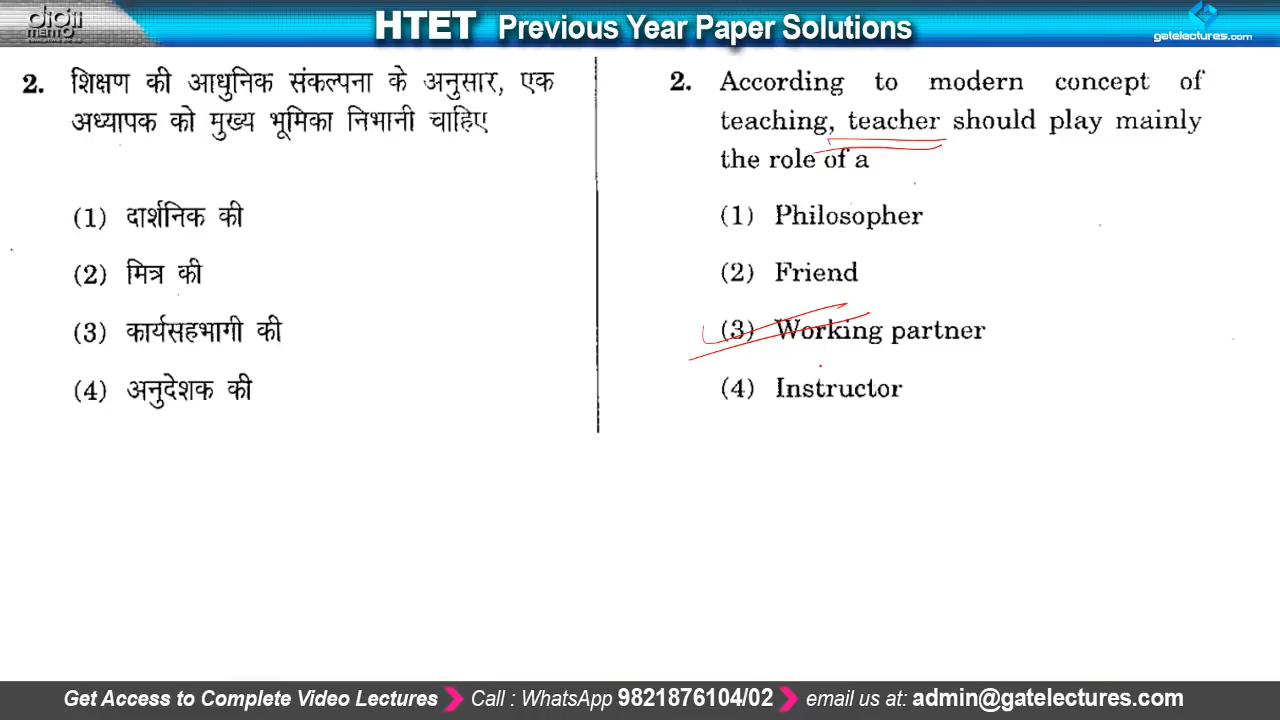 digii
MENTO
HTET Previous Year Paper Solutions
gatelectures.com
2. शिक्षण की आधुनिक संकल्पना के अनुसार, एक
अध्यापक को मुख्य भूमिका निभानी चाहिए
(1) दार्शनिक की
(2) मित्र की
(3) कार्यसहभागी की
(4) अनुदेशक की
2. According to modern concept of
teaching, teacher should play mainly
the role of a
(1) Philosopher
(2) Friend
(3) Working partner
(4) Instructor
Get Access to Complete Video Lectures Call : WhatsApp 9821876104/02 email us at: admin@gatelectures.com